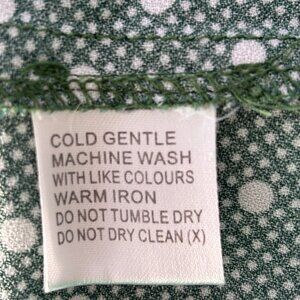 COLD GENTLE
MACHINE WASH
WITH LIKE COLOURS
WARM IRON
DO NOT TUMBLE DRY
DO NOT DRY CLEAN (X)